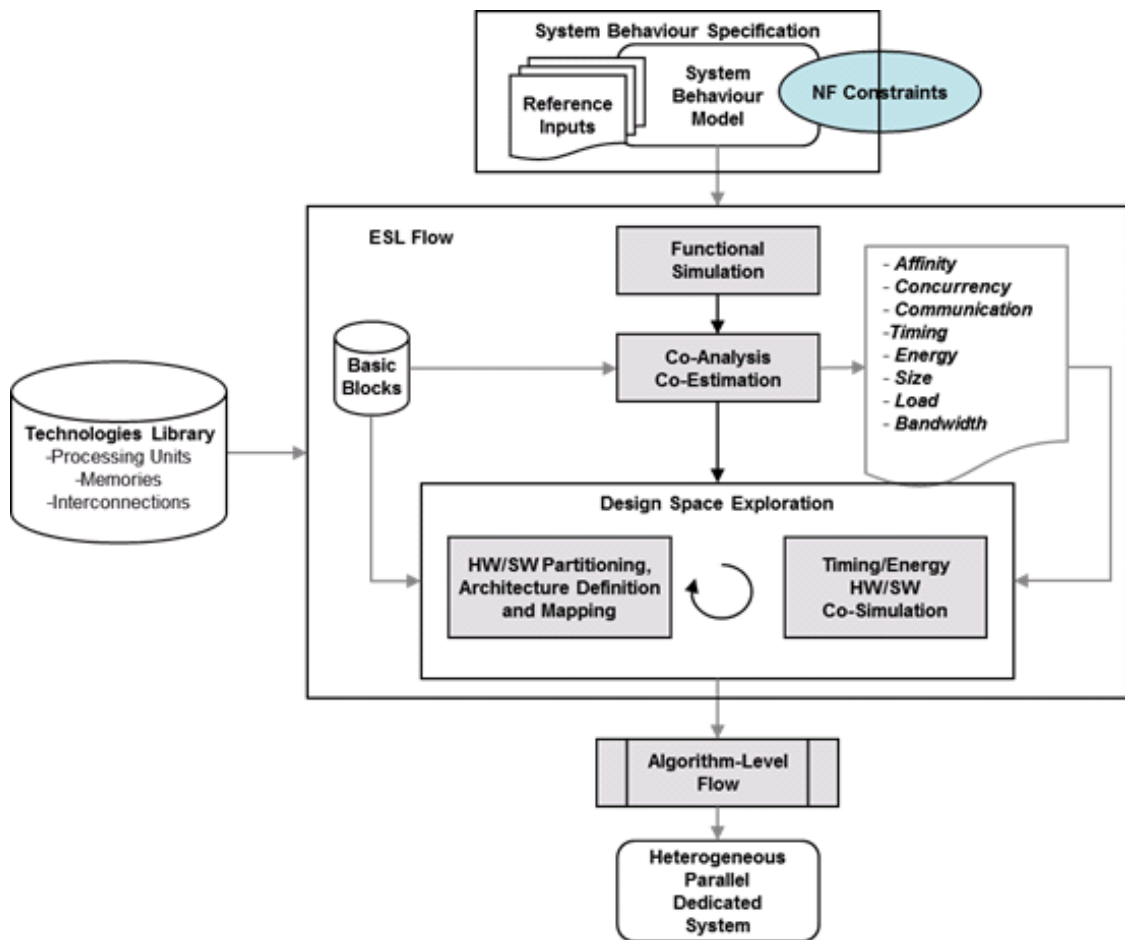 System Behaviour Specification
Reference
Inputs
System
Behaviour
Model
NF Constraints
ESL Flow
Functional
Simulation
- Affinity
- Concurrency
- Communication
-Timing
- Energy
- Size
- Load
- Bandwidth
Basic
Blocks
Co-Analysis
Co-Estimation
Technologies Library
-Processing Units
-Memories
-Interconnections
Design Space Exploration
HW/SW Partitioning,
Architecture Definition
and Mapping
Timing/Energy
HW/SW
Co-Simulation
Algorithm-Level
Flow
Heterogeneous
Parallel
Dedicated
System